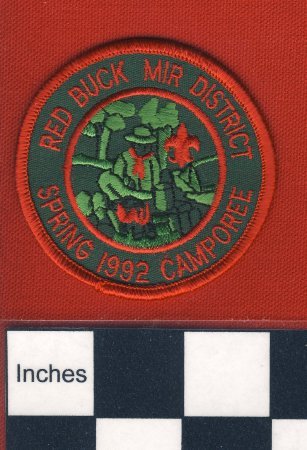 RED BUCK MIR DISTRICT
SPRING 1992 CAMPOREE
Inches